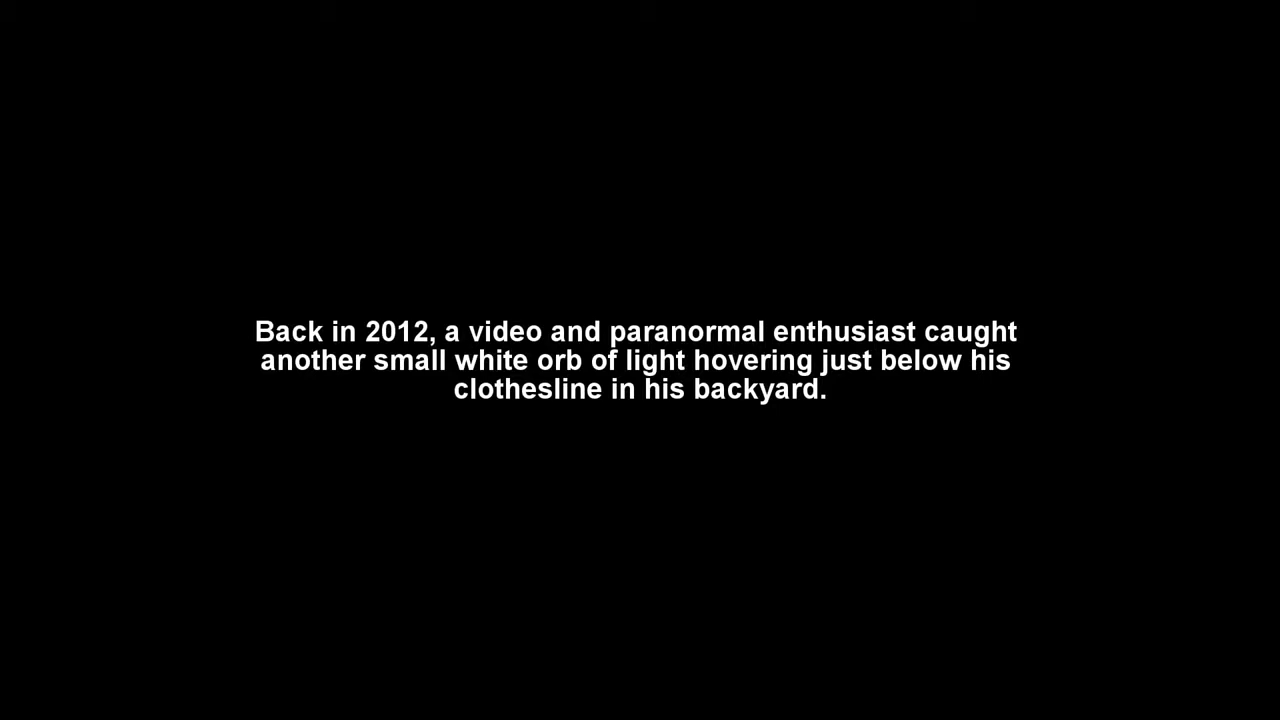 Back in 2012, a video and paranormal enthusiast caught
another small white orb of light hovering just below his
clothesline in his backyard.